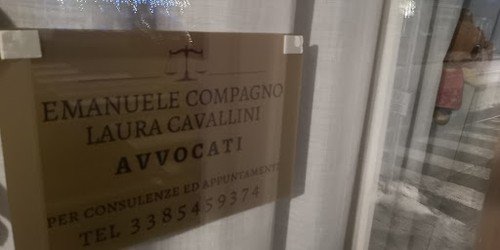 EMANUELE COMPAGNO
LAURA CAVALLINI
AVVOCATI
PER CONSULENZE ED APPUNTAMENTI
TEL 3385459374